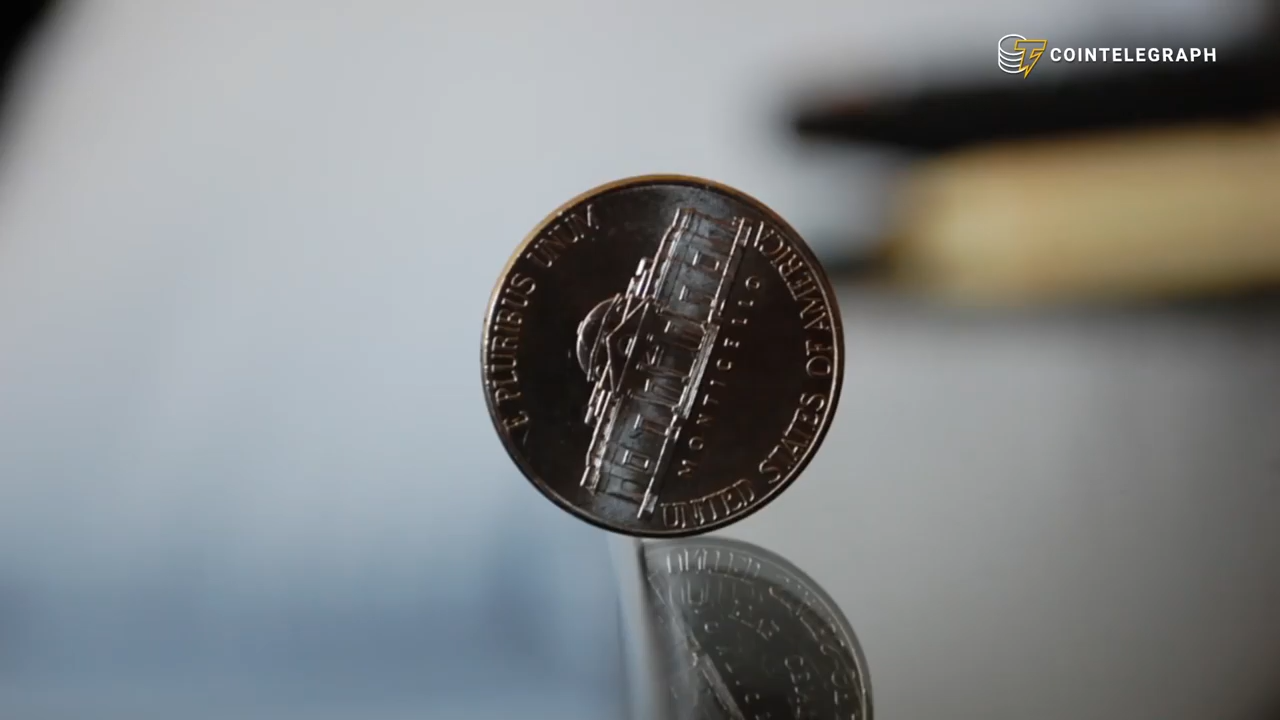 COINTELEGRAPH
E PLURIBUS UNUM
MONTICELLO
UNITED STATES OF AMERICA